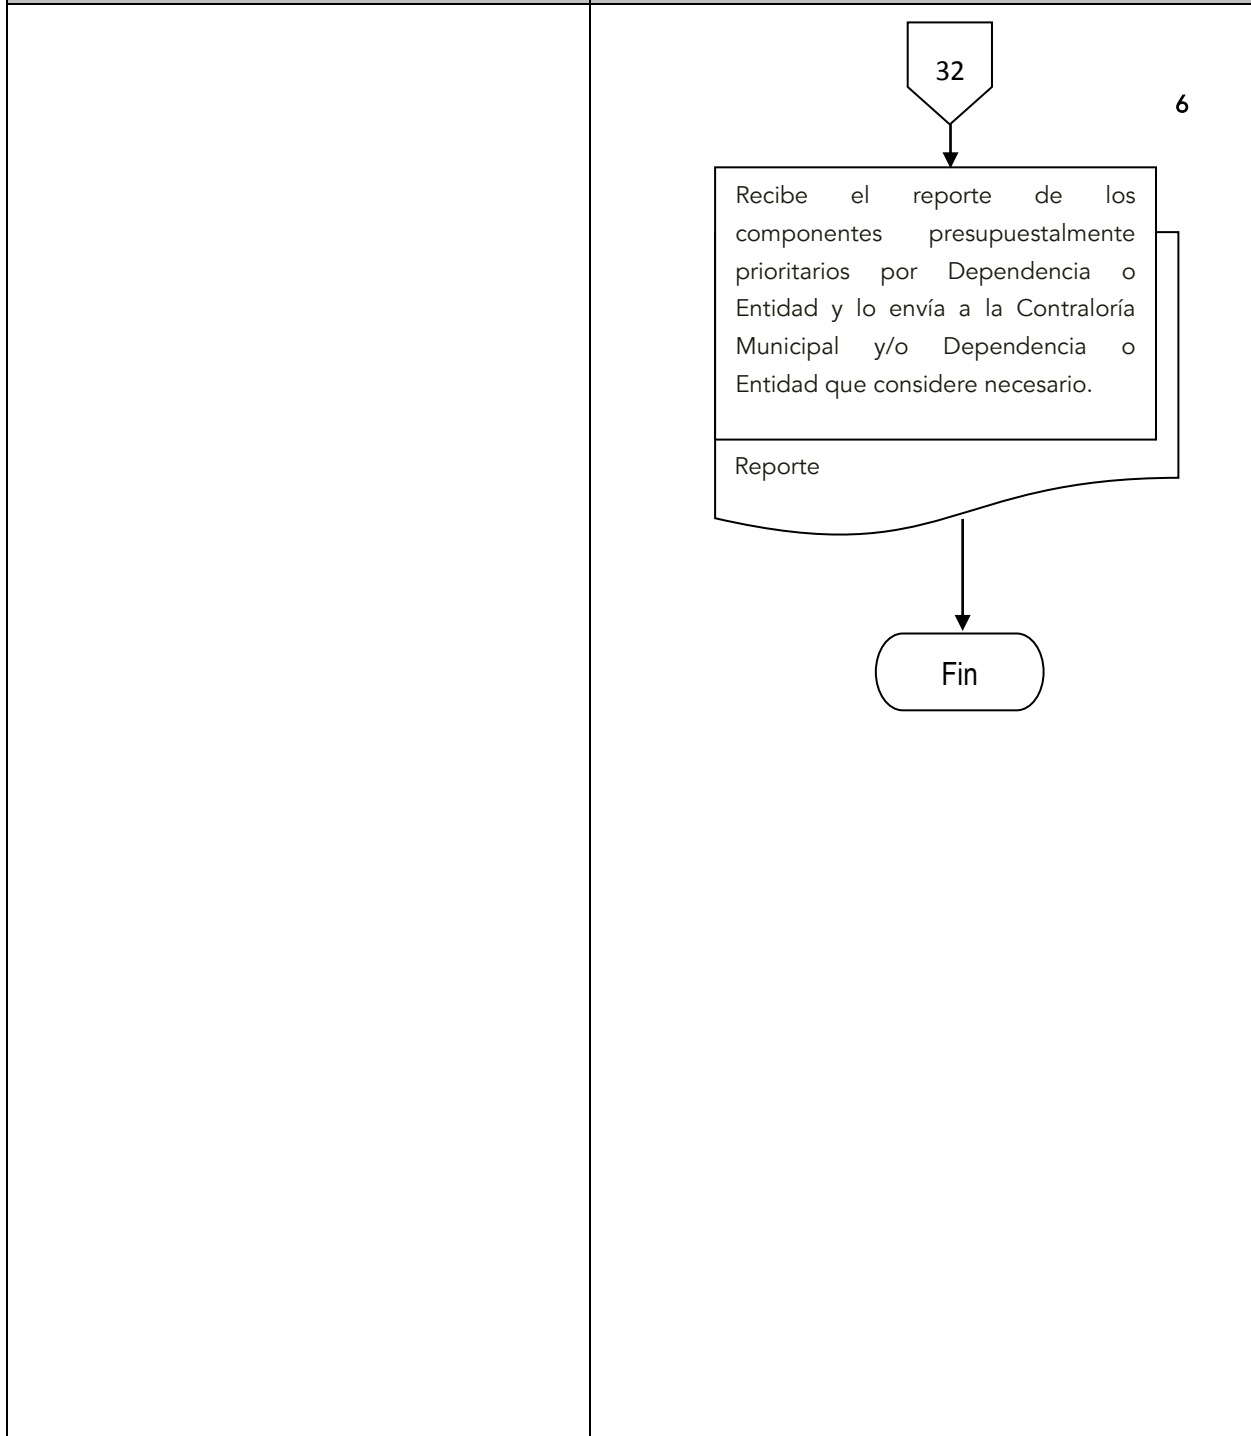 32
6
Recibe el reporte de los
componentes presupuestalmente
prioritarios por Dependencia o
Entidad y lo envía a la Contraloría
Municipal y/o Dependencia o
Entidad que considere necesario.
Reporte
Fin